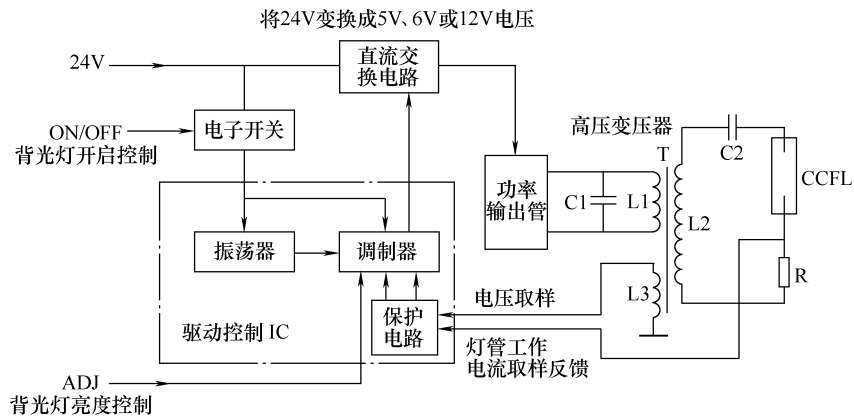 将24V变换成5V、6V或12V电压
24V
直流交
换电路
ON/OFF
背光灯开启控制
电子开关
高压变压器
T
C2
CCFL
功率
输出管
C1
L1
L2
振荡器
调制器
R
L3
电压取样
保护
电路
驱动控制 IC
灯管工作
电流取样反馈
ADJ
背光灯亮度控制